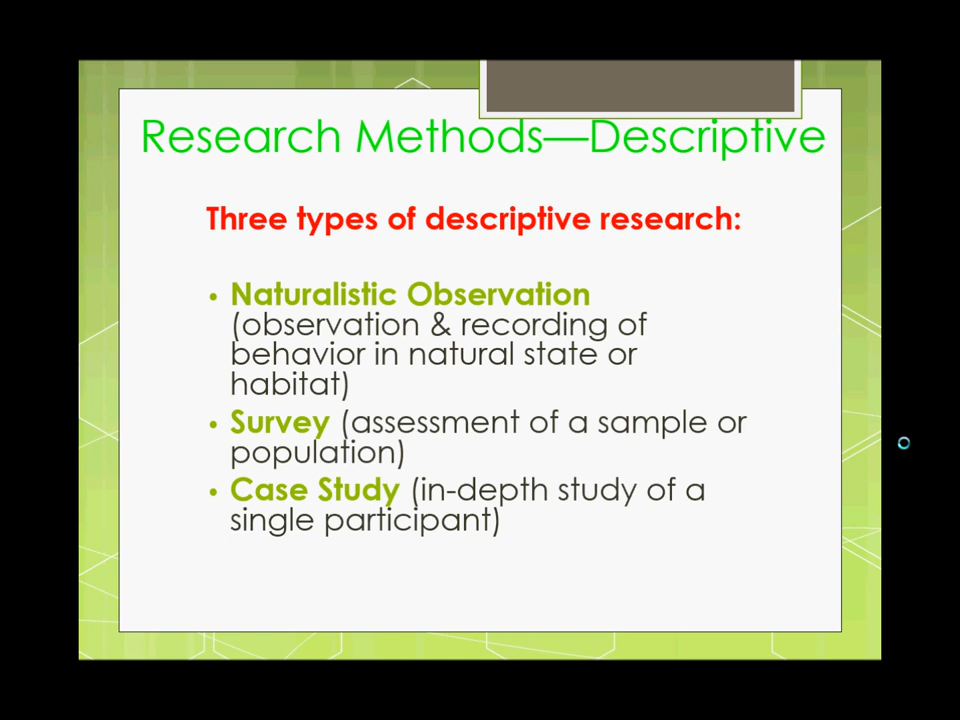 Research Methods—Descriptive
Three types of descriptive research:
• Naturalistic Observation
(observation & recording of
behavior in natural state or
habitat)
• Survey (assessment of a sample or
population)
• Case Study (in-depth study of a
single participant)